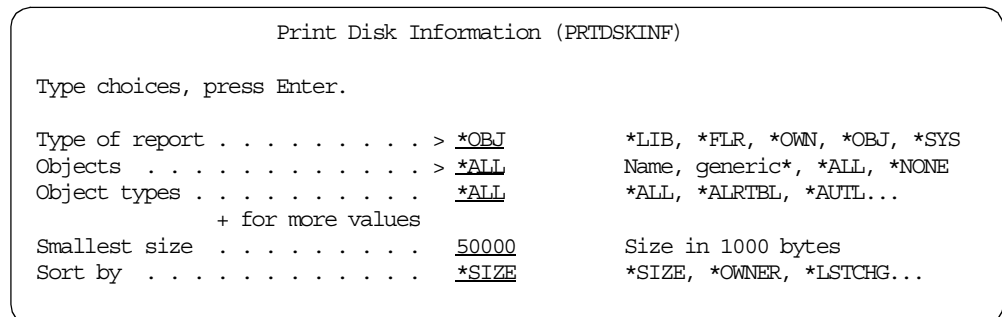 Print Disk Information (PRTDSKINF)
Type choices, press Enter.
Type of report . . . . . . . . . > *OBJ *LIB, *FLR, *OWN, *OBJ, *SYS
Objects . . . . . . . . . . . . > *ALL Name, generic*, *ALL, *NONE
Object types . . . . . . . . . . *ALL *ALL, *ALRTBL, *AUTL...
+ for more values
Smallest size . . . . . . . . . 50000 Size in 1000 bytes
Sort by . . . . . . . . . . . . *SIZE *SIZE, *OWNER, *LSTCHG...